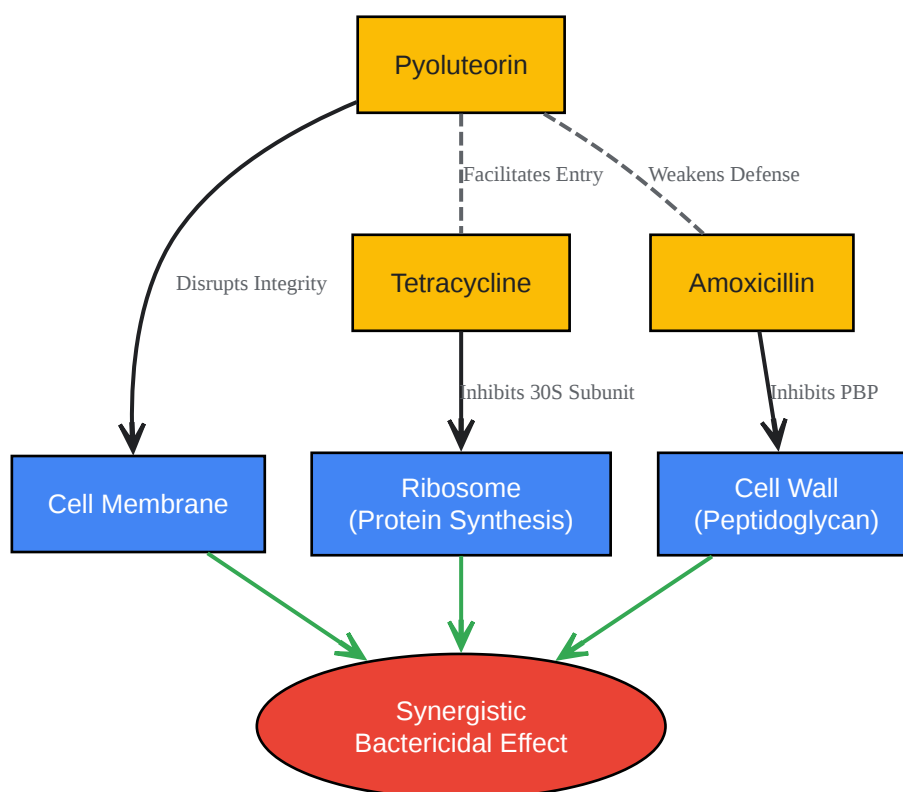 Pyoluteorin
Facilitates Entry
Weakens Defense
Tetracycline
Amoxicillin
Disrupts Integrity
Inhibits 30S Subunit
Inhibits PBP
Cell Membrane
Ribosome
(Protein Synthesis)
Cell Wall
(Peptidoglycan)
Synergistic
Bactericidal Effect